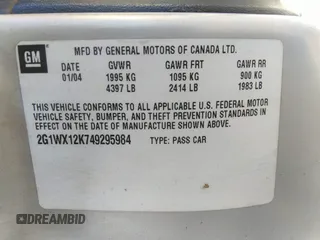 GM
MFD BY GENERAL MOTORS OF CANADA LTD.
DATE GVWR GAWR FRT GAWR RR
01/04 1995 KG 1095 KG 900 KG
4397 LB 2414 LB 1983 LB
THIS VEHICLE CONFORMS TO ALL APPLICABLE U.S. FEDERAL MOTOR
VEHICLE SAFETY, BUMPER, AND THEFT PREVENTION STANDARDS
IN EFFECT ON THE DATE OF MANUFACTURE SHOWN ABOVE.
2G1WX12K749295984 TYPE: PASS CAR
DREAMBID